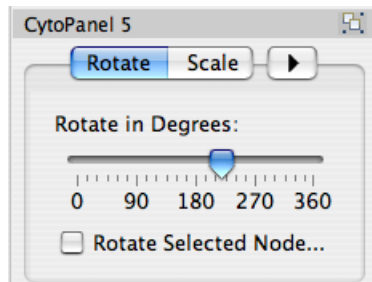 CytoPanel 5
Rotate Scale
Rotate in Degrees:
0 90 180 270 360
Rotate Selected Node...